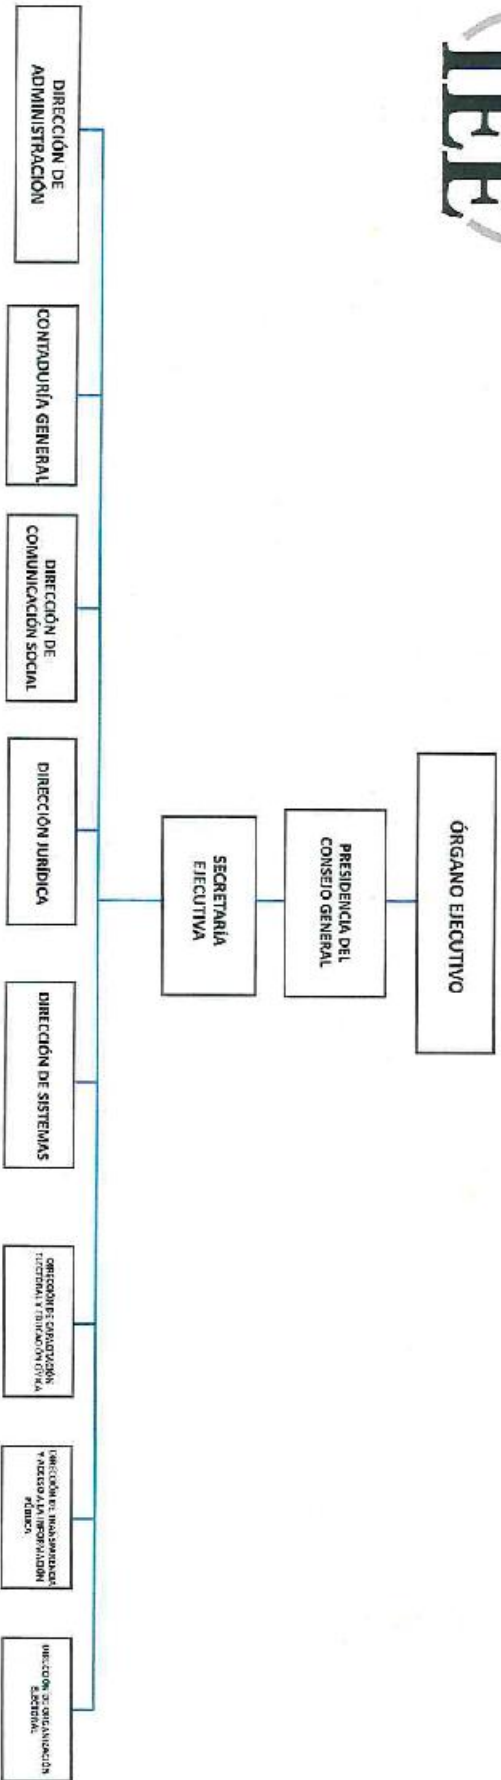 IEE
ÓRGANO EJECUTIVO
PRESIDENCIA DEL
CONSEJO GENERAL
SECRETARÍA
EJECUTIVA
DIRECCIÓN DE
ADMINISTRACIÓN
CONTADURÍA GENERAL
DIRECCIÓN DE
COMUNICACIÓN SOCIAL
DIRECCIÓN JURÍDICA
DIRECCIÓN DE SISTEMAS
DIRECCIÓN DE CAPACITACIÓN
ELECTORAL Y EDUCACIÓN CÍVICA
DIRECCIÓN DE TRANSPARENCIA
Y ACCESO A LA INFORMACIÓN
PÚBLICA
DIRECCIÓN DE ORGANIZACIÓN
ELECTORAL